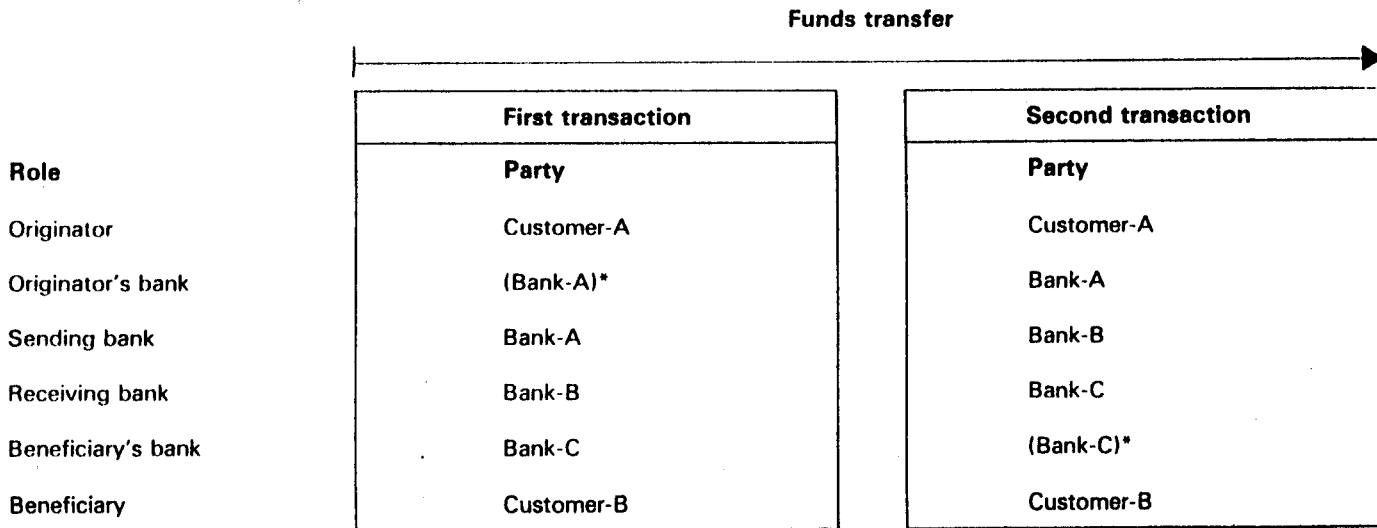 Funds transfer
First transaction Second transaction
Role Party Party
Originator Customer-A Customer-A
Originator's bank (Bank-A)* Bank-A
Sending bank Bank-A Bank-B
Receiving bank Bank-B Bank-C
Beneficiary's bank Bank-C (Bank-C)*
Beneficiary Customer-B Customer-B